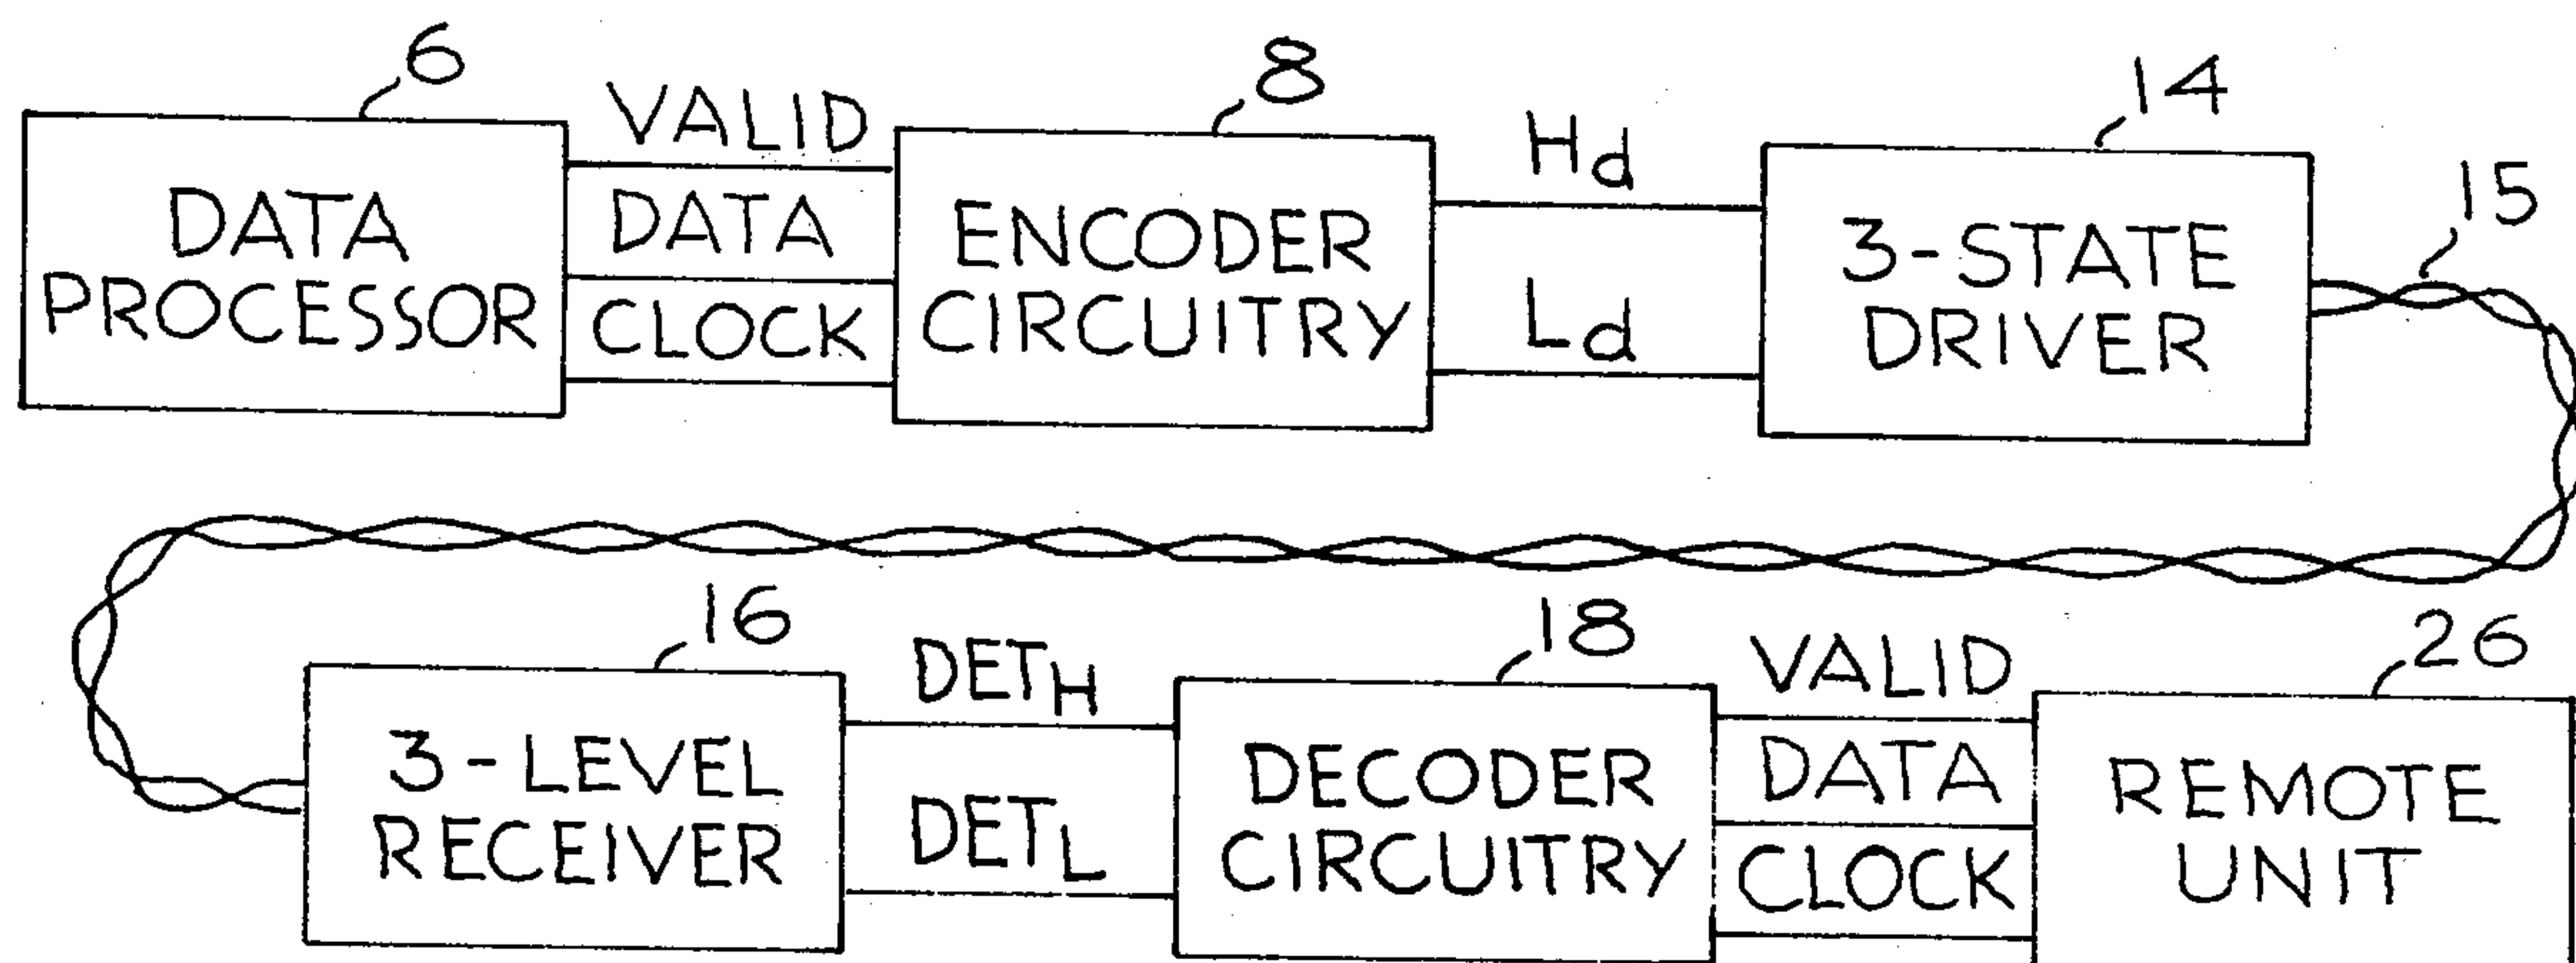 6
8
14
15
VALID
DATA
CLOCK
DATA
PROCESSOR
ENCODER
CIRCUITRY
Hd
Ld
3-STATE
DRIVER
16
18
26
DETH
DETL
VALID
DATA
CLOCK
3-LEVEL
RECEIVER
DECODER
CIRCUITRY
REMOTE
UNIT